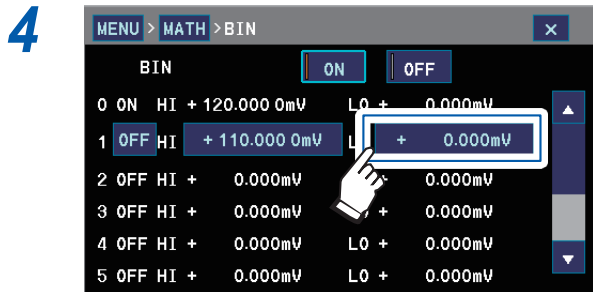 4
MENU > MATH > BIN ×
BIN ON OFF
0 ON HI + 120.000 0mV LO + 0.000mV
1 OFF HI + 110.000 0mV L + 0.000mV
2 OFF HI + 0.000mV + 0.000mV
3 OFF HI + 0.000mV + 0.000mV
4 OFF HI + 0.000mV LO + 0.000mV
5 OFF HI + 0.000mV LO + 0.000mV